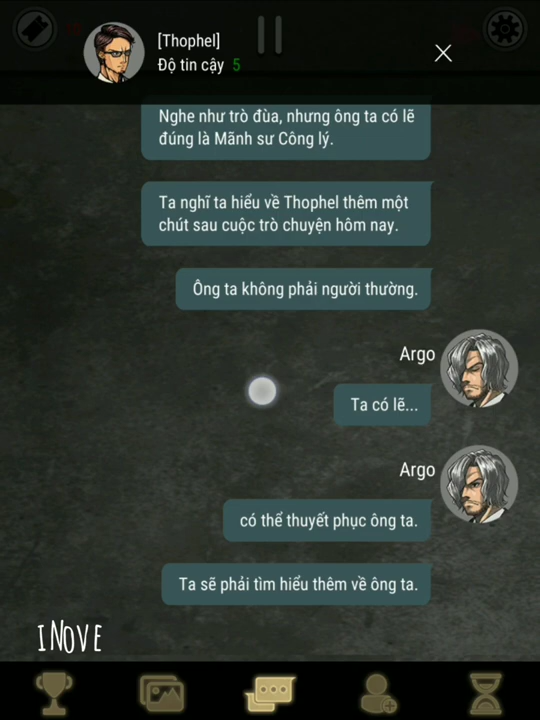 [Thophel]
Độ tin cậy 5
Nghe như trò đùa, nhưng ông ta có lẽ
đúng là Mãnh sư Công lý.
Ta nghĩ ta hiểu về Thophel thêm một
chút sau cuộc trò chuyện hôm nay.
Ông ta không phải người thường.
Argo
Ta có lẽ...
Argo
có thể thuyết phục ông ta.
Ta sẽ phải tìm hiểu thêm về ông ta.
iNOVE